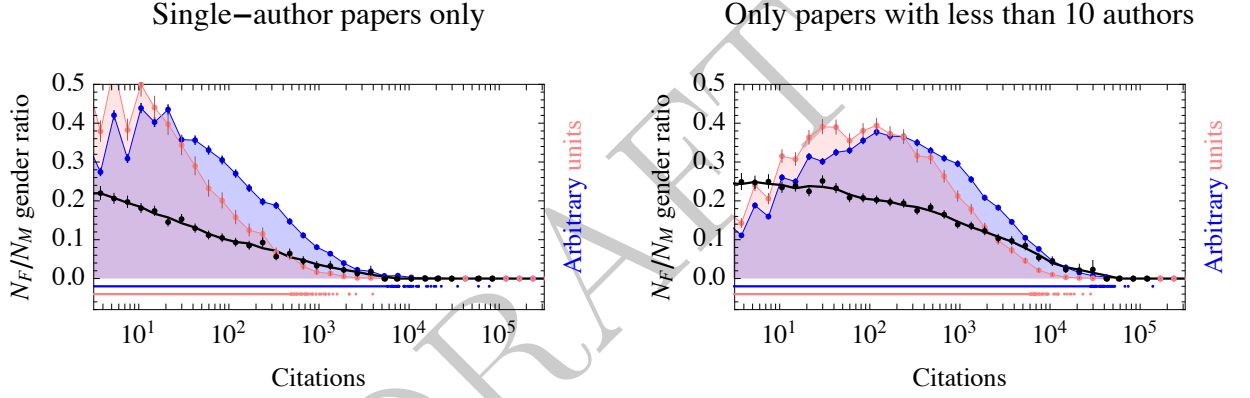 Single−author papers only
Only papers with less than 10 authors
N_F/N_M gender ratio
0.5
0.4
0.3
0.2
0.1
0.0
10^1
10^2
10^3
10^4
10^5
Citations
Arbitrary units
N_F/N_M gender ratio
0.5
0.4
0.3
0.2
0.1
0.0
10^1
10^2
10^3
10^4
10^5
Citations
Arbitrary units
DRAFT